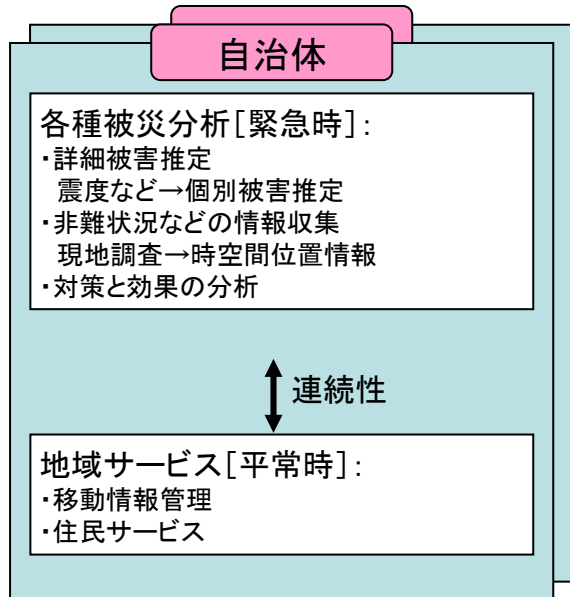 自治体
各種被災分析［緊急時］：
・詳細被害推定
震度など→個別被害推定
・非難状況などの情報収集
現地調査→時空間位置情報
・対策と効果の分析
連続性
地域サービス［平常時］：
・移動情報管理
・住民サービス